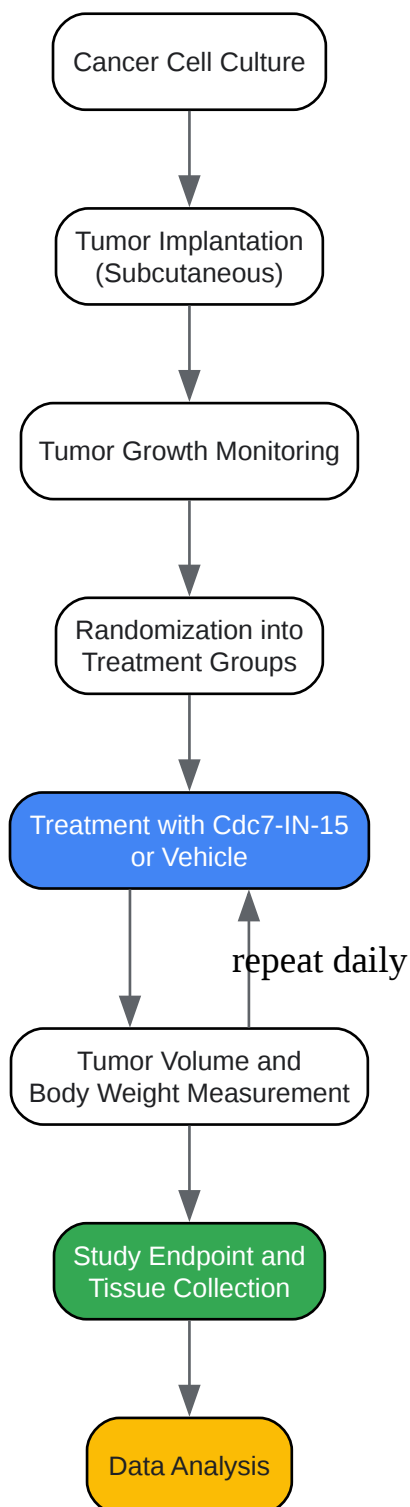 Cancer Cell Culture
Tumor Implantation
(Subcutaneous)
Tumor Growth Monitoring
Randomization into
Treatment Groups
Treatment with Cdc7-IN-15
or Vehicle
repeat daily
Tumor Volume and
Body Weight Measurement
Study Endpoint and
Tissue Collection
Data Analysis